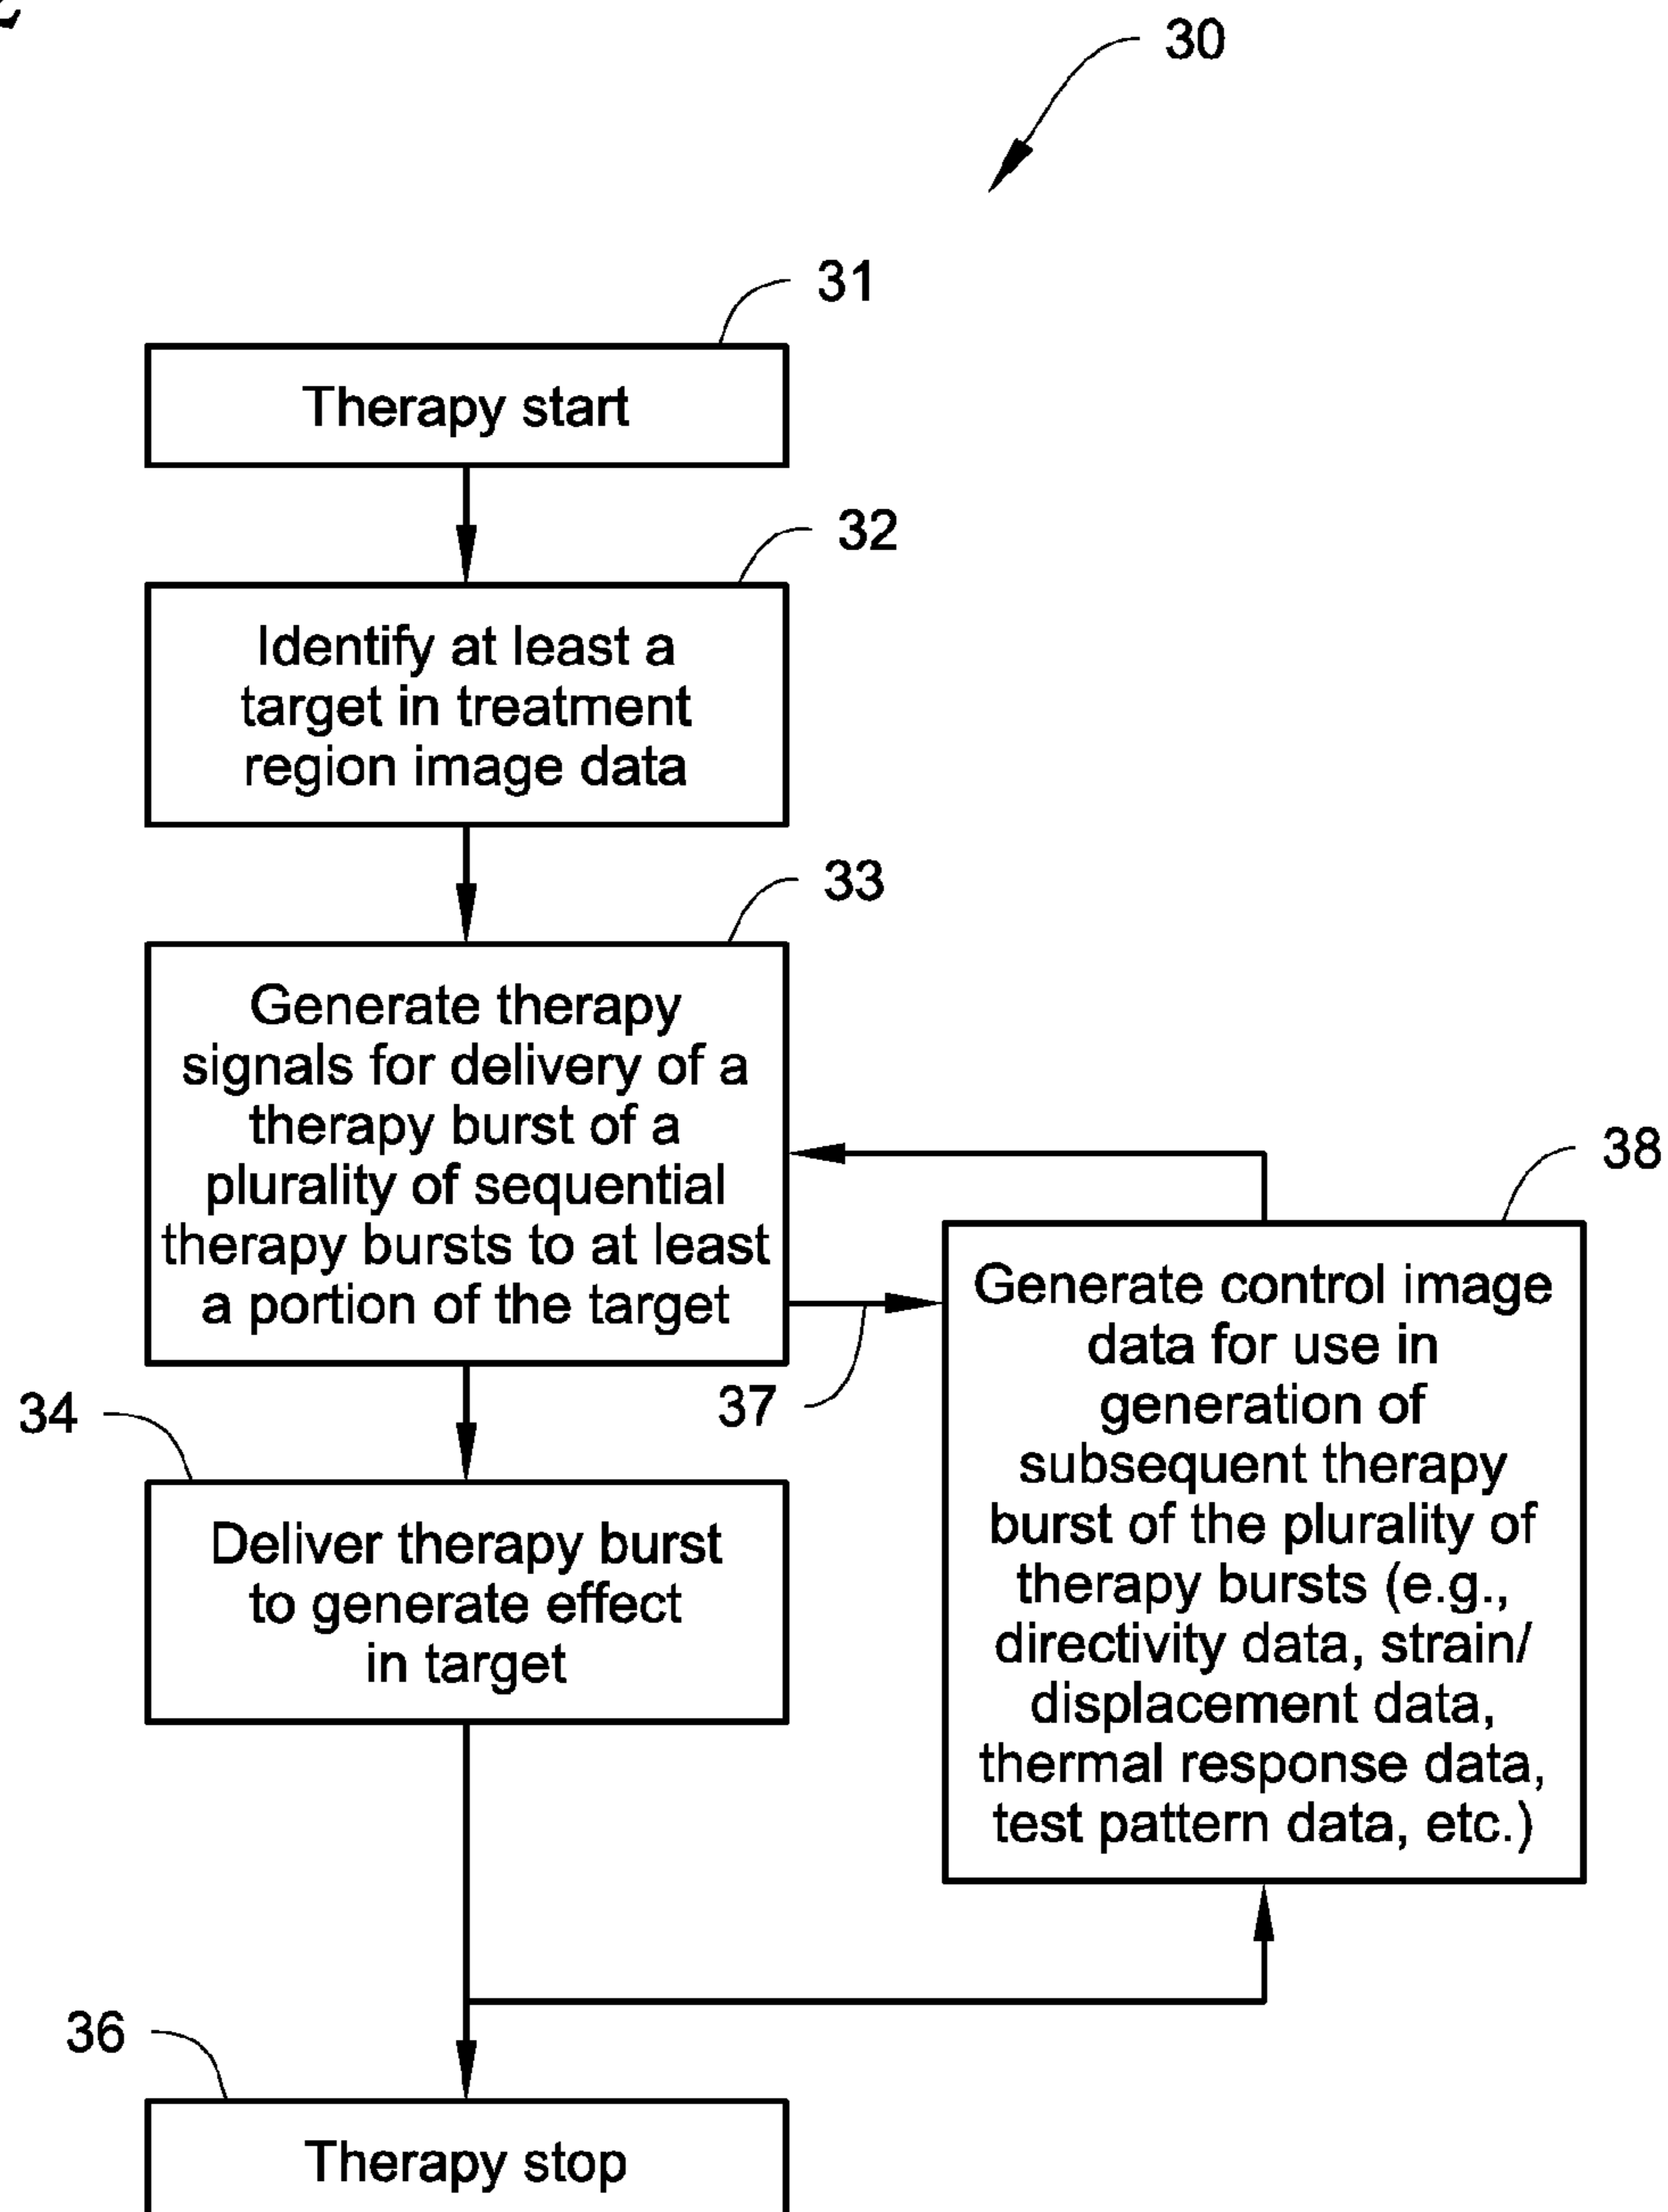 30
31
Therapy start
32
Identify at least a
target in treatment
region image data
33
Generate therapy
signals for delivery of a
therapy burst of a
plurality of sequential
therapy bursts to at least
a portion of the target
37
38
Generate control image
data for use in
generation of
subsequent therapy
burst of the plurality of
therapy bursts (e.g.,
directivity data, strain/
displacement data,
thermal response data,
test pattern data, etc.)
34
Deliver therapy burst
to generate effect
in target
36
Therapy stop